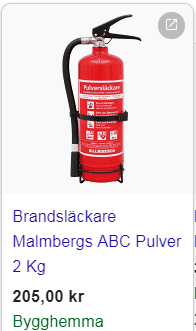 Pulversläckare
MALMBERGS
Brandsläckare
Malmbergs ABC Pulver
2 Kg
205,00 kr
Bygghemma